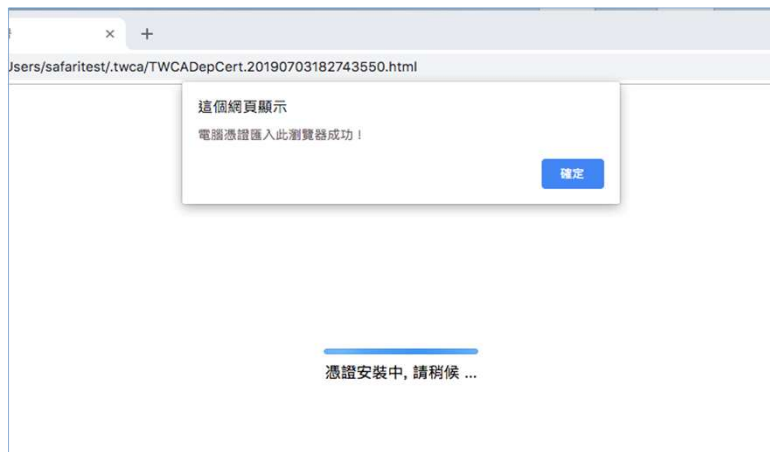 Jsers/safaritest/.twca/TWCADepCert.20190703182743550.html
這個網頁顯示
電腦憑證匯入此瀏覽器成功！
確定
憑證安裝中, 請稍候 ...